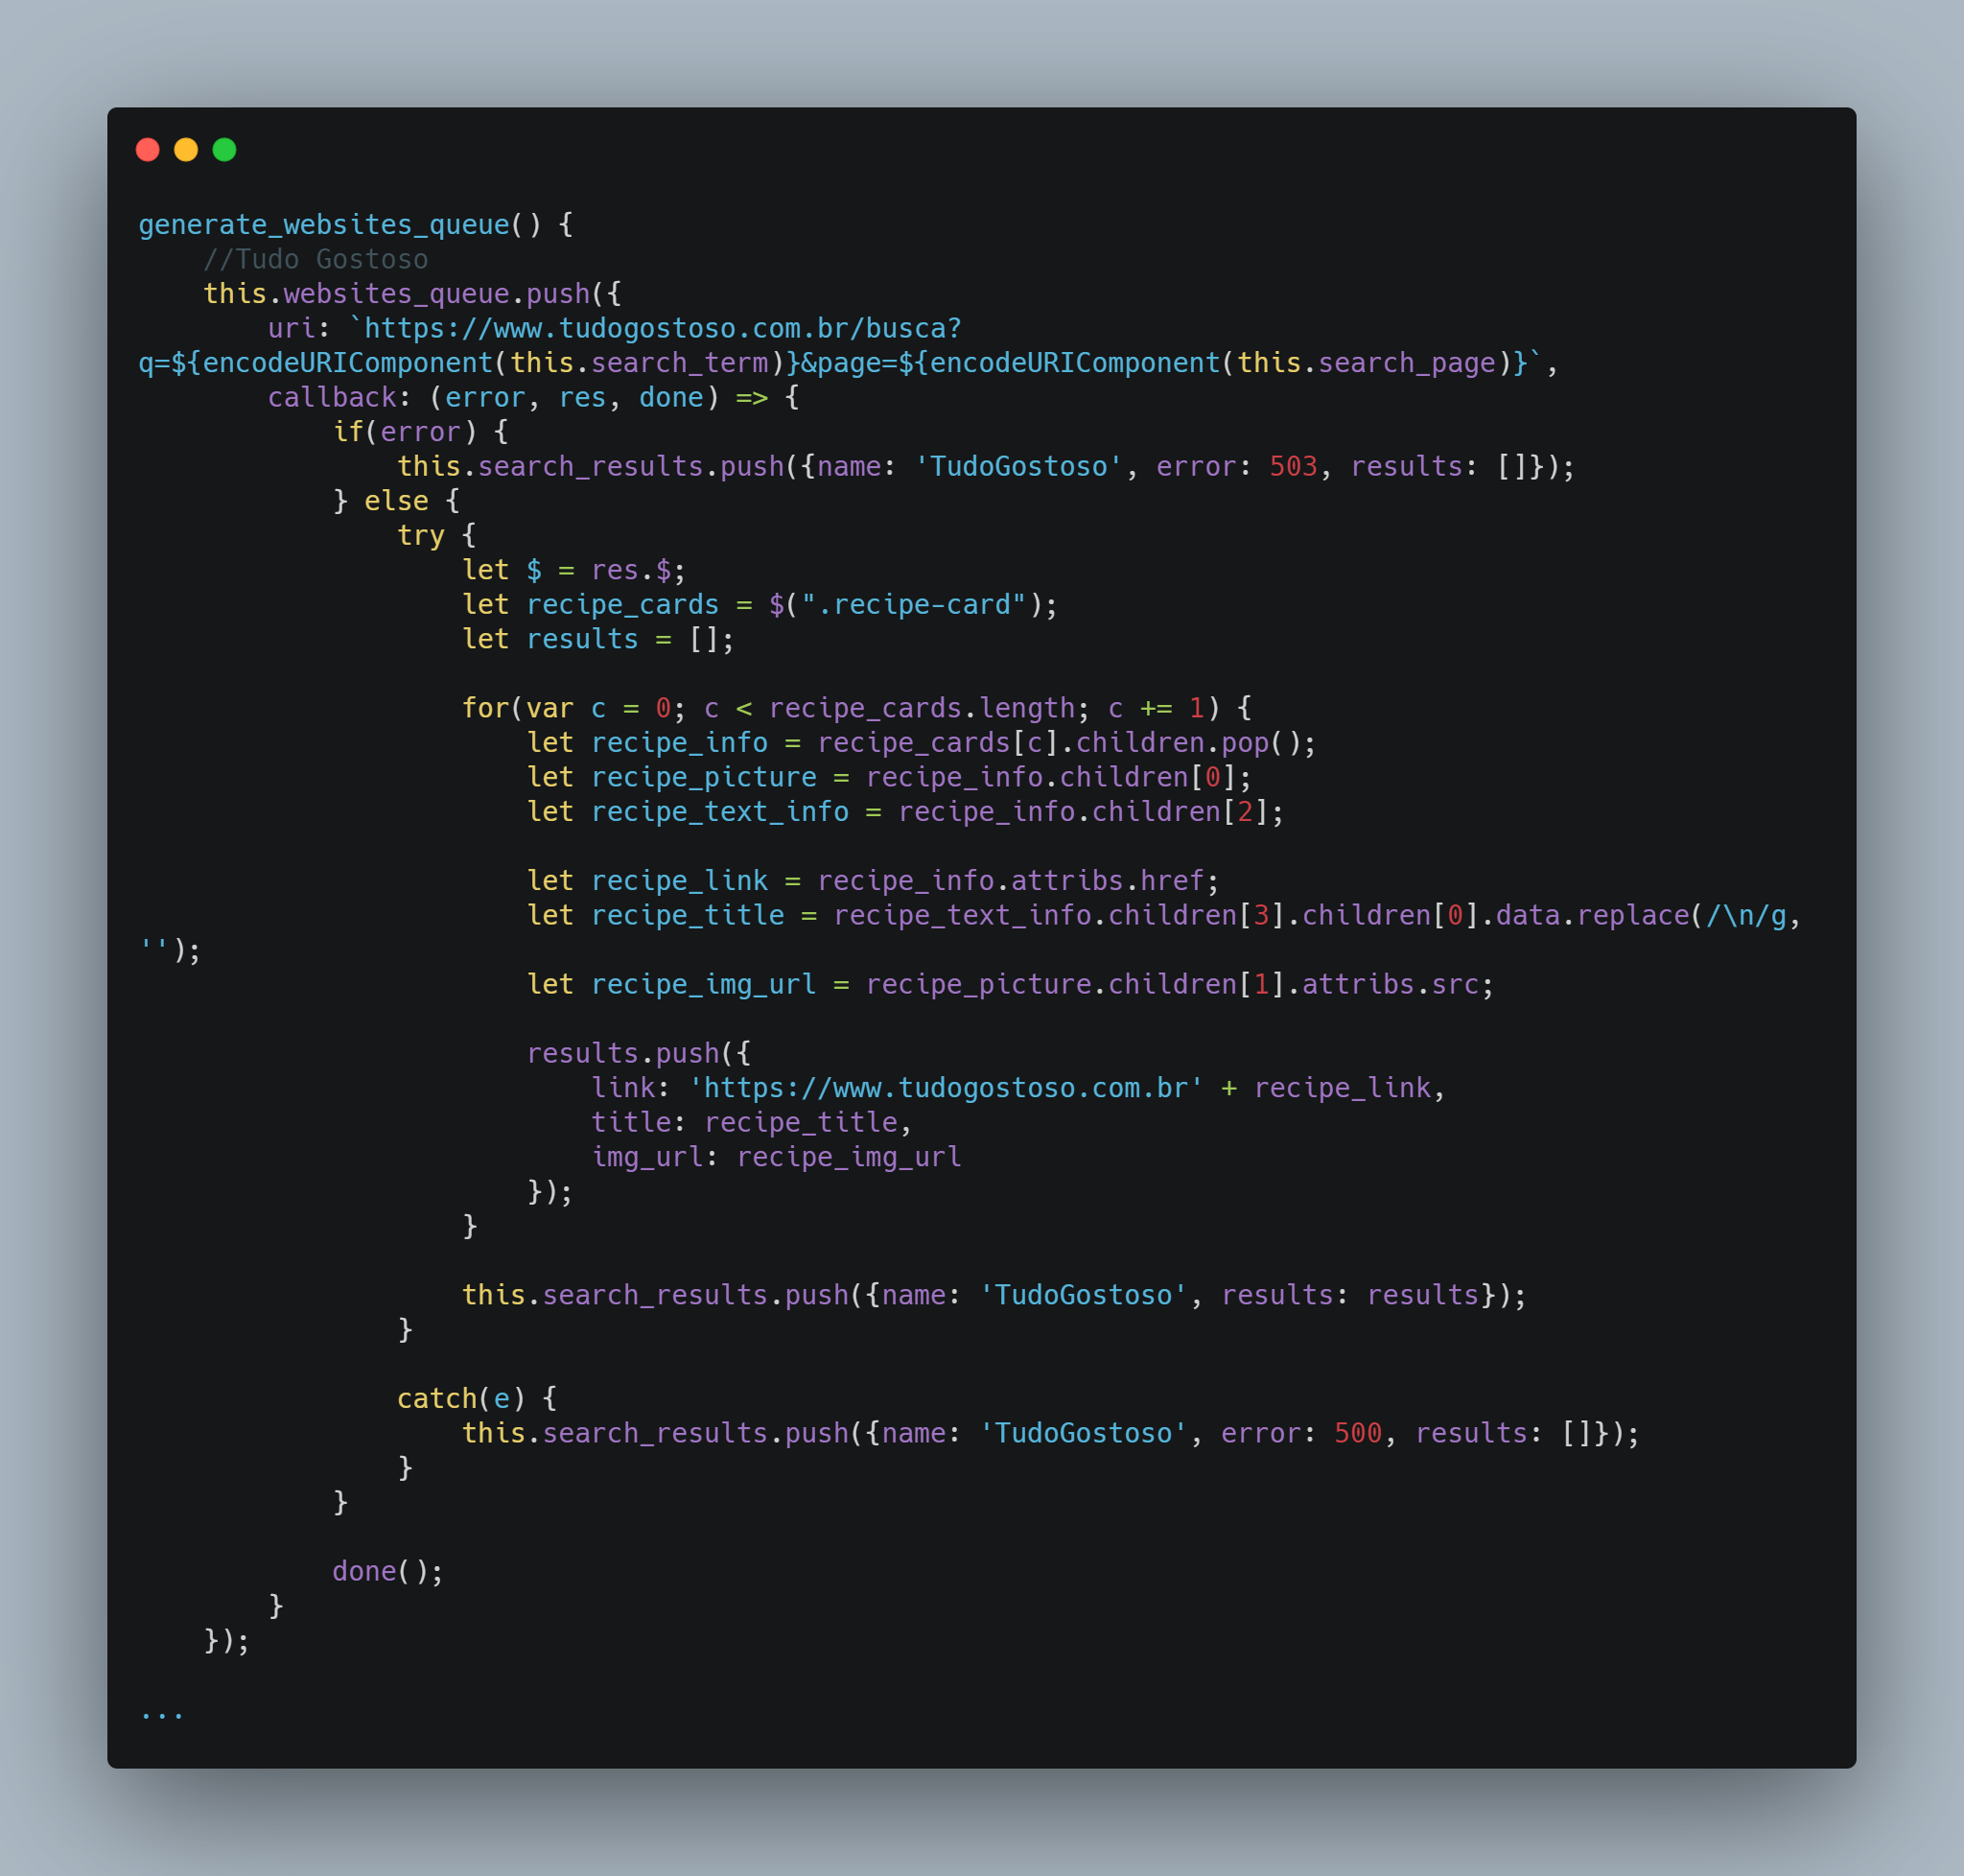 generate_websites_queue() {
    //Tudo Gostoso
    this.websites_queue.push({
        uri: `https://www.tudogostoso.com.br/busca?
q=${encodeURIComponent(this.search_term)}&page=${encodeURIComponent(this.search_page)}`,
        callback: (error, res, done) => {
            if(error) {
                this.search_results.push({name: 'TudoGostoso', error: 503, results: []});
            } else {
                try {
                    let $ = res.$;
                    let recipe_cards = $(".recipe-card");
                    let results = [];

                    for(var c = 0; c < recipe_cards.length; c += 1) {
                        let recipe_info = recipe_cards[c].children.pop();
                        let recipe_picture = recipe_info.children[0];
                        let recipe_text_info = recipe_info.children[2];

                        let recipe_link = recipe_info.attribs.href;
                        let recipe_title = recipe_text_info.children[3].children[0].data.replace(/\n/g,
'');
                        let recipe_img_url = recipe_picture.children[1].attribs.src;

                        results.push({
                            link: 'https://www.tudogostoso.com.br' + recipe_link,
                            title: recipe_title,
                            img_url: recipe_img_url
                        });
                    }

                    this.search_results.push({name: 'TudoGostoso', results: results});
                }

                catch(e) {
                    this.search_results.push({name: 'TudoGostoso', error: 500, results: []});
                }
            }

            done();
        }
    });

...